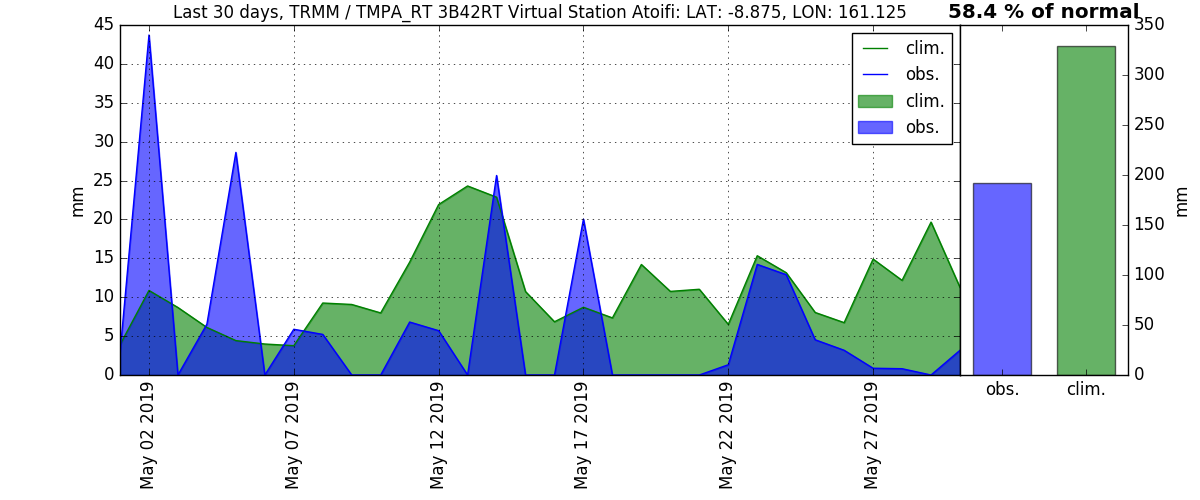 Last 30 days, TRMM / TMPA_RT 3B42RT Virtual Station Atoifi: LAT: -8.875, LON: 161.125
58.4 % of normal
45
40
35
30
25
20
15
10
5
0
mm
clim.
obs.
clim.
obs.
May 02 2019
May 07 2019
May 12 2019
May 17 2019
May 22 2019
May 27 2019
350
300
250
200
150
100
50
0
mm
obs.
clim.